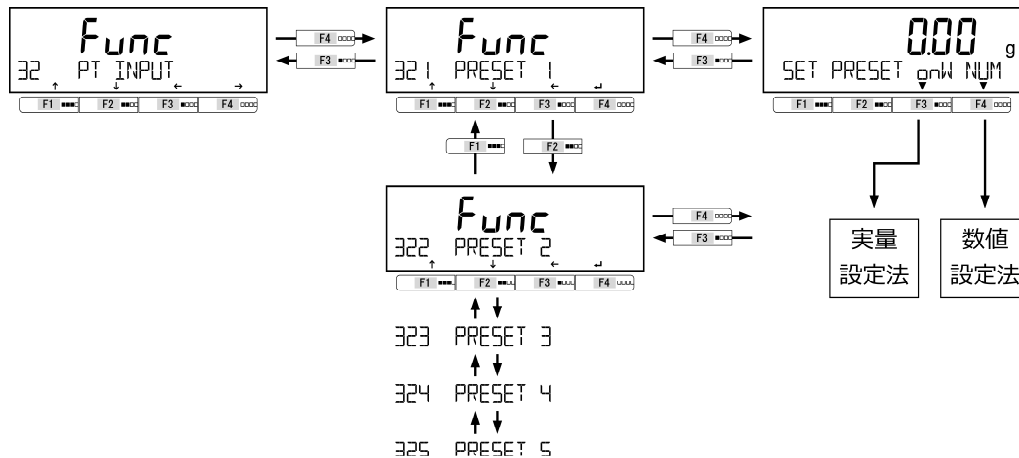 Func
32 PT INPUT
↑ ↓ ← →
F1 F2 F3 F4
F4
F3
Func
321 PRESET 1
↑ ↓ ← ↵
F1 F2 F3 F4
F4
F3
0.00 g
SET PRESET onW NUM
F1 F2 F3 F4
F1
F2
Func
322 PRESET 2
↑ ↓ ← ↵
F1 F2 F3 F4
F4
F3
実量
設定法
数値
設定法
323 PRESET 3
324 PRESET 4
325 PRESET 5